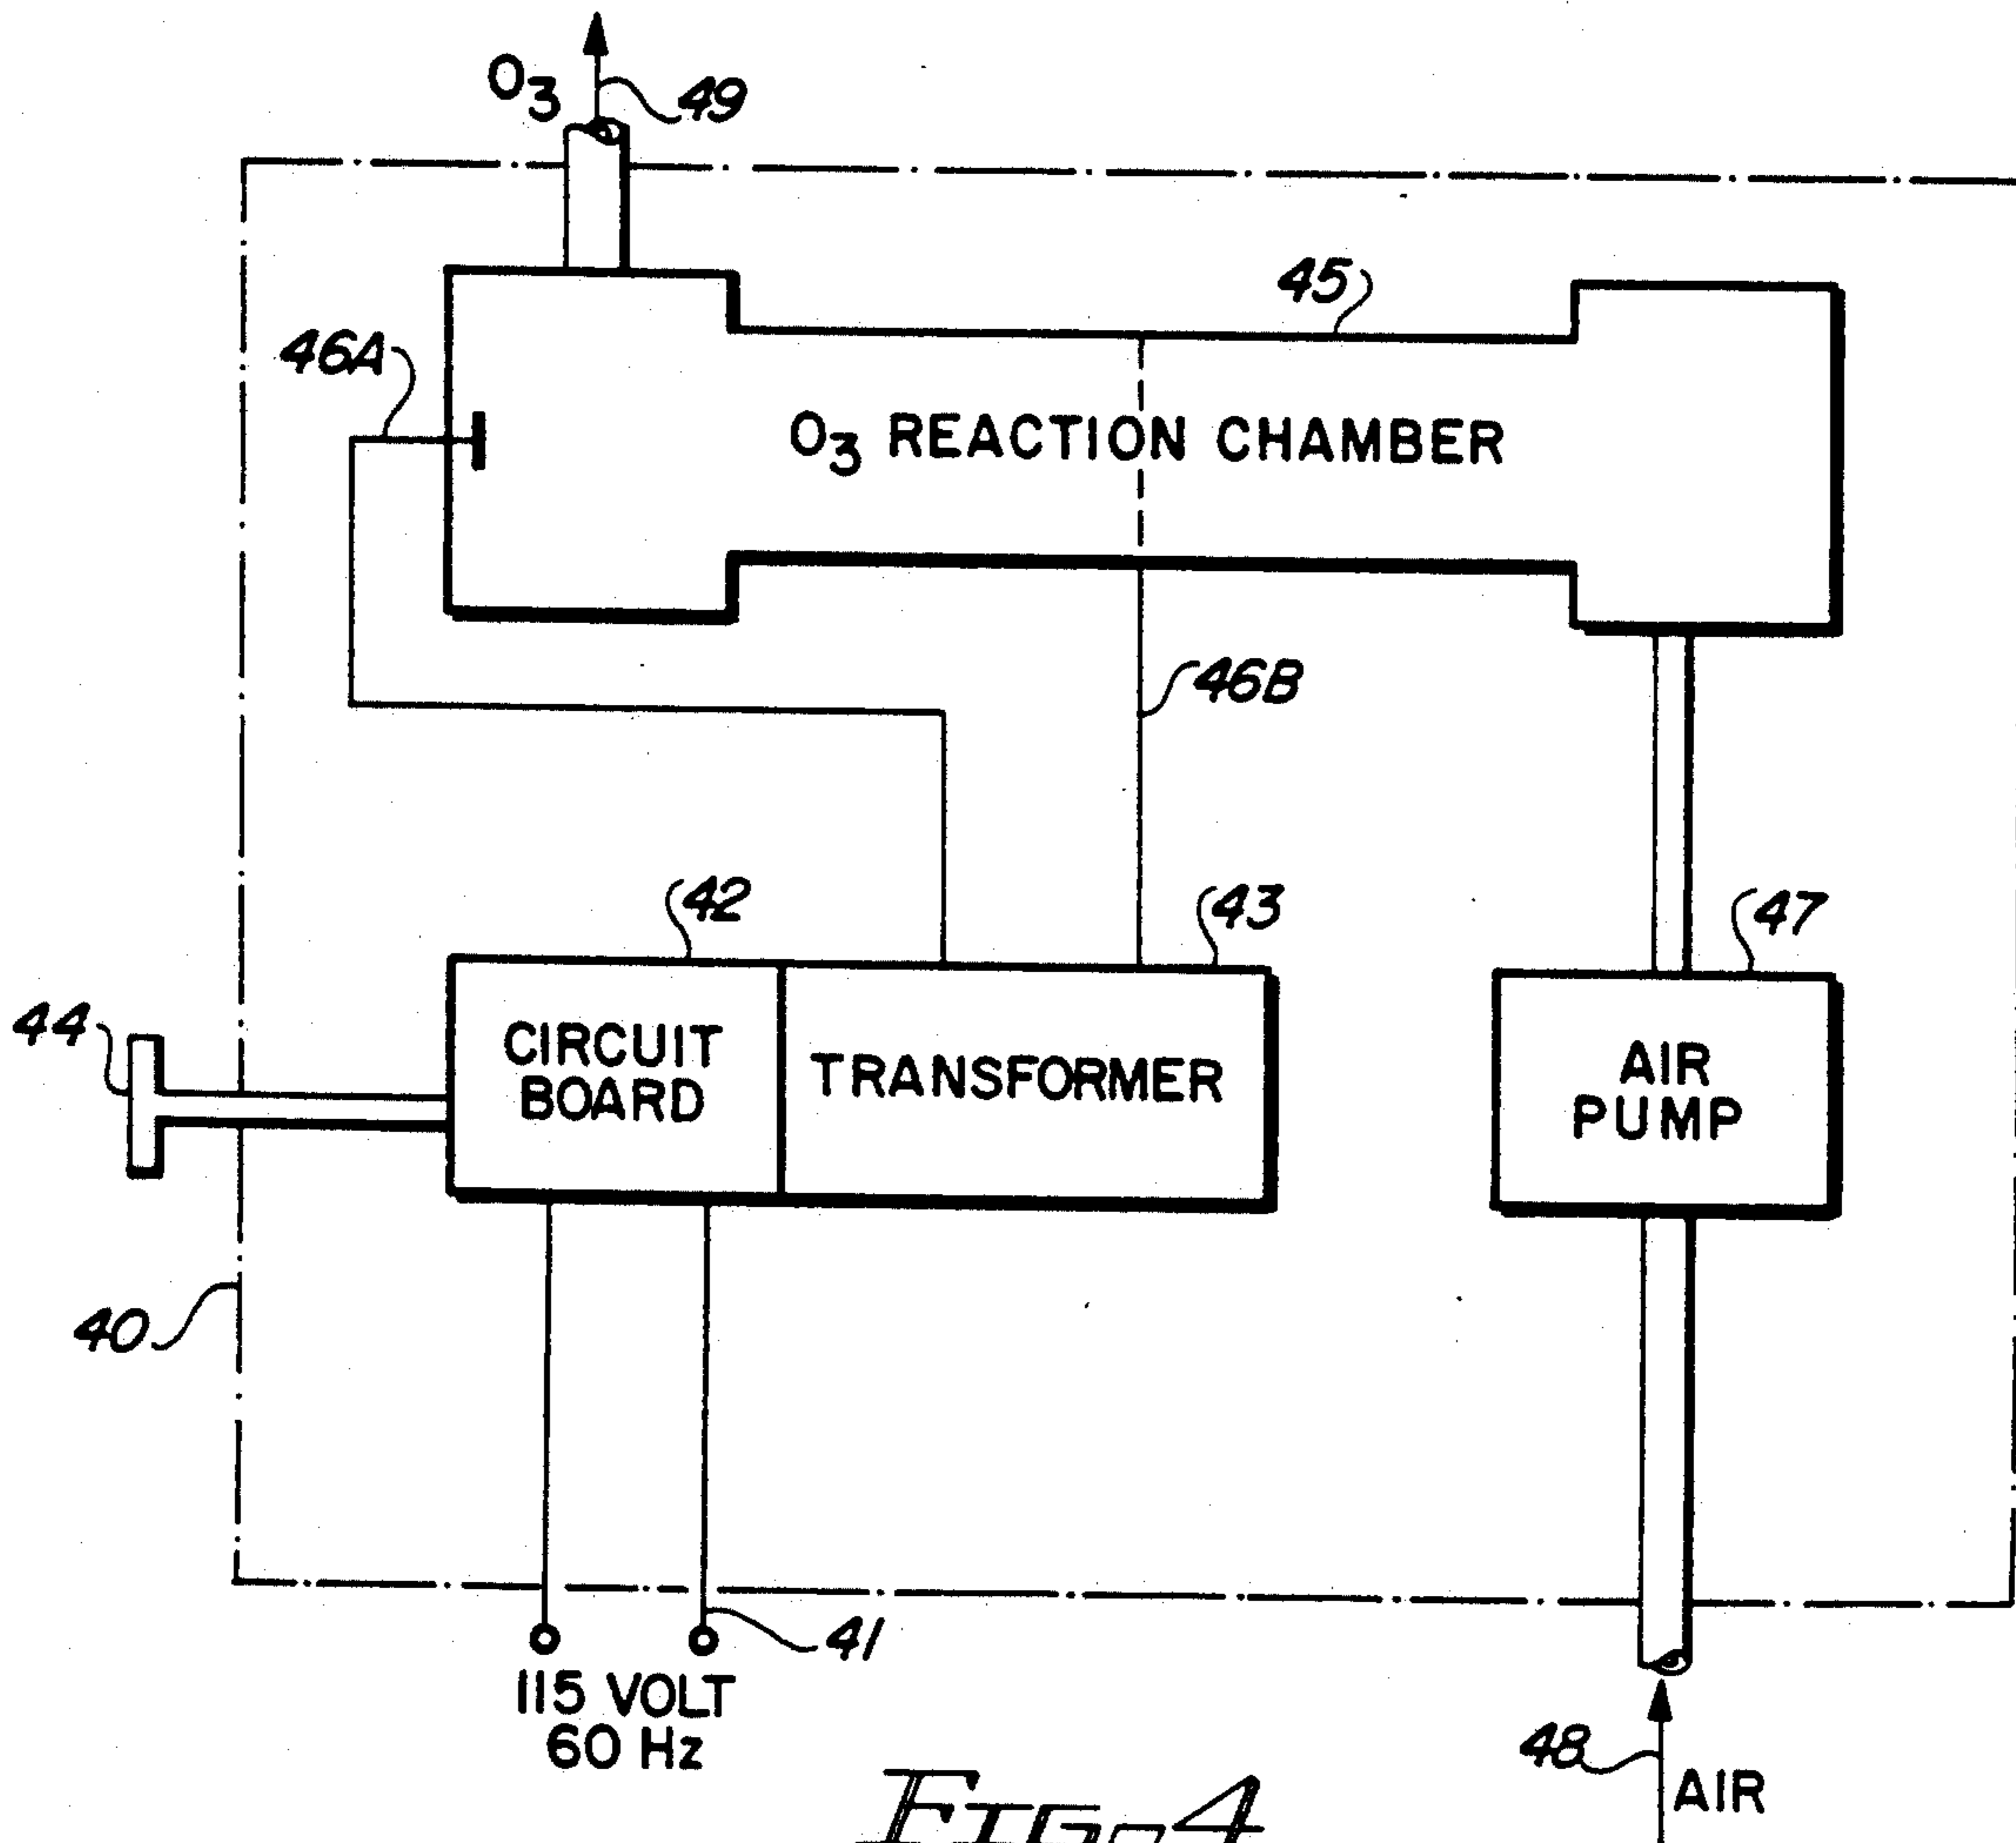 O₃
49
45
46A
O₃ REACTION CHAMBER
46B
42
43
47
44
CIRCUIT
BOARD
TRANSFORMER
AIR
PUMP
40
41
115 VOLT
60 Hz
48
AIR
FIG. 4